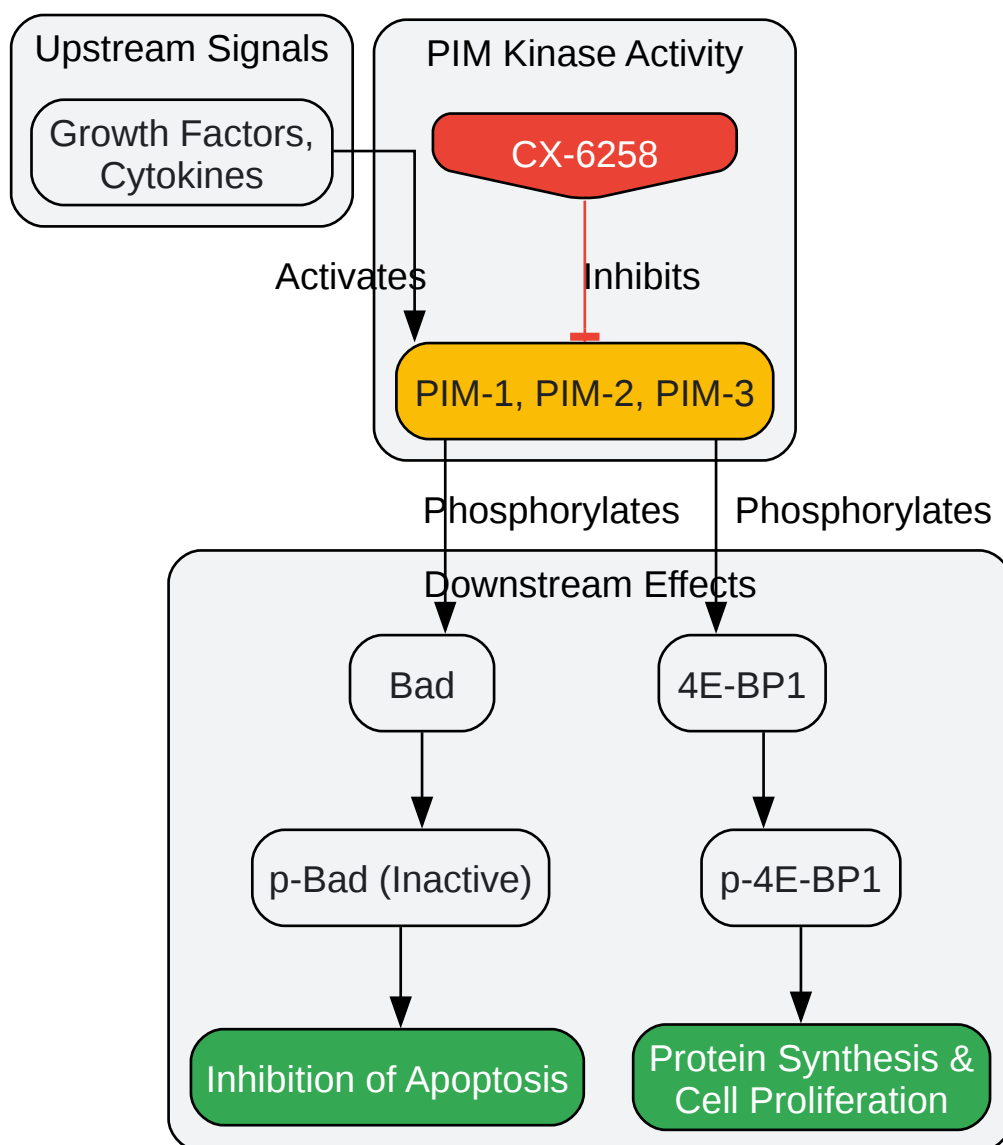 Upstream Signals
Growth Factors,
Cytokines
PIM Kinase Activity
CX-6258
Activates
Inhibits
PIM-1, PIM-2, PIM-3
Phosphorylates
Phosphorylates
Downstream Effects
Bad
4E-BP1
p-Bad (Inactive)
p-4E-BP1
Inhibition of Apoptosis
Protein Synthesis &
Cell Proliferation